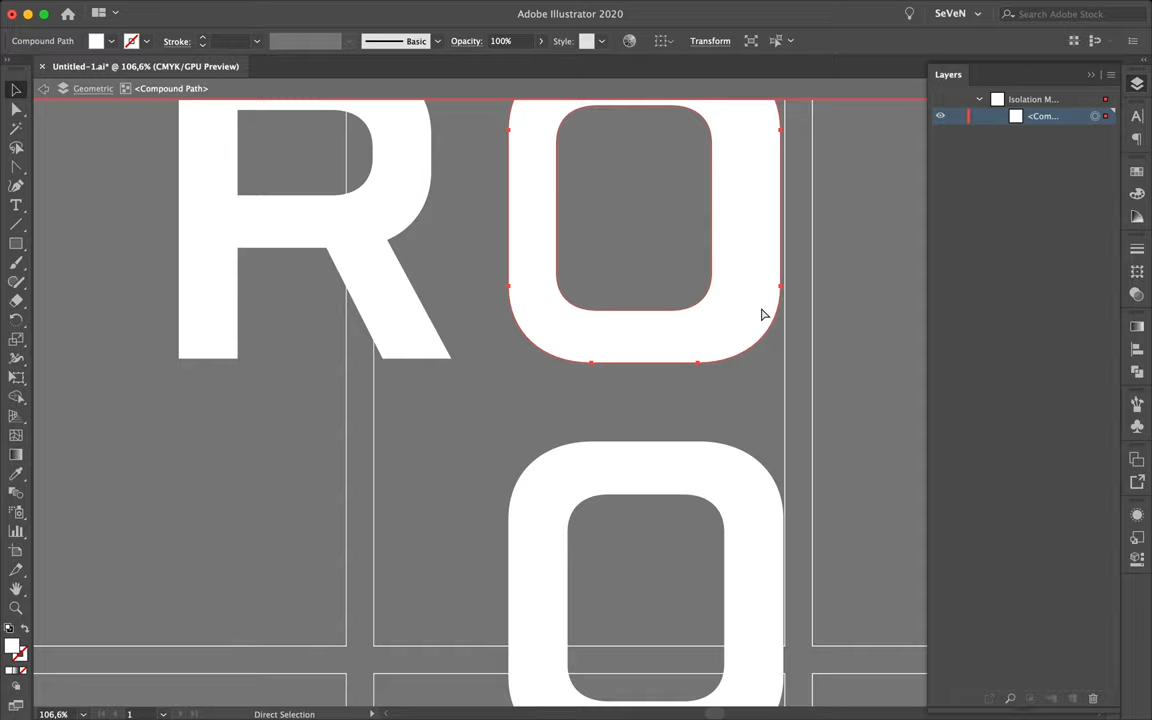 Adobe Illustrator 2020
SeVeN
Search Adobe Stock
Compound Path
Stroke:
Basic
Opacity:
100%
Style:
Transform
× Untitled-1.ai* @ 106,6% (CMYK/GPU Preview)
Geometric
<Compound Path>
Layers
Isolation M...
<Com...
R O
O
106,6%
1
Direct Selection